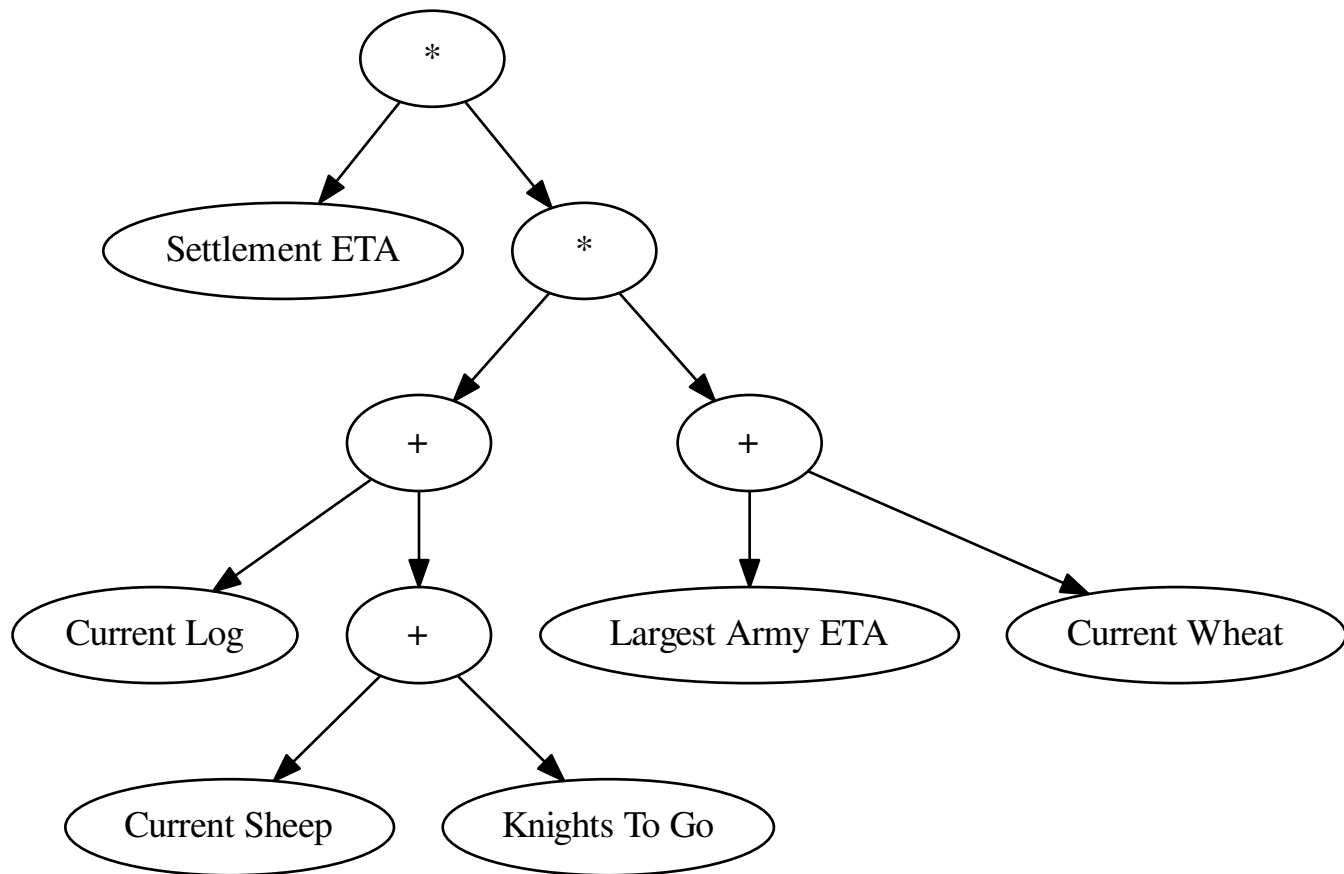 *
Settlement ETA
*
+
+
Current Log
+
Largest Army ETA
Current Wheat
Current Sheep
Knights To Go